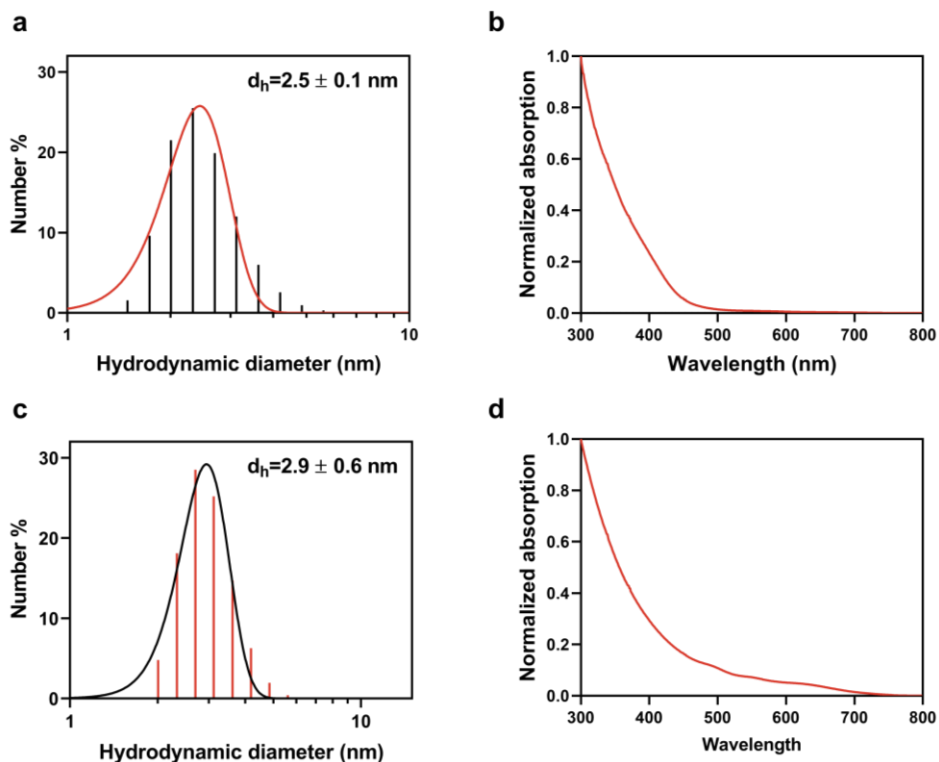 a
30
20
10
0
Number %
d_h=2.5 ± 0.1 nm
1
10
Hydrodynamic diameter (nm)
b
1.0
0.8
0.6
0.4
0.2
0.0
Normalized absorption
300 400 500 600 700 800
Wavelength (nm)
c
30
20
10
0
Number %
d_h=2.9 ± 0.6 nm
1
10
Hydrodynamic diameter (nm)
d
1.0
0.8
0.6
0.4
0.2
0.0
Normalized absorption
300 400 500 600 700 800
Wavelength